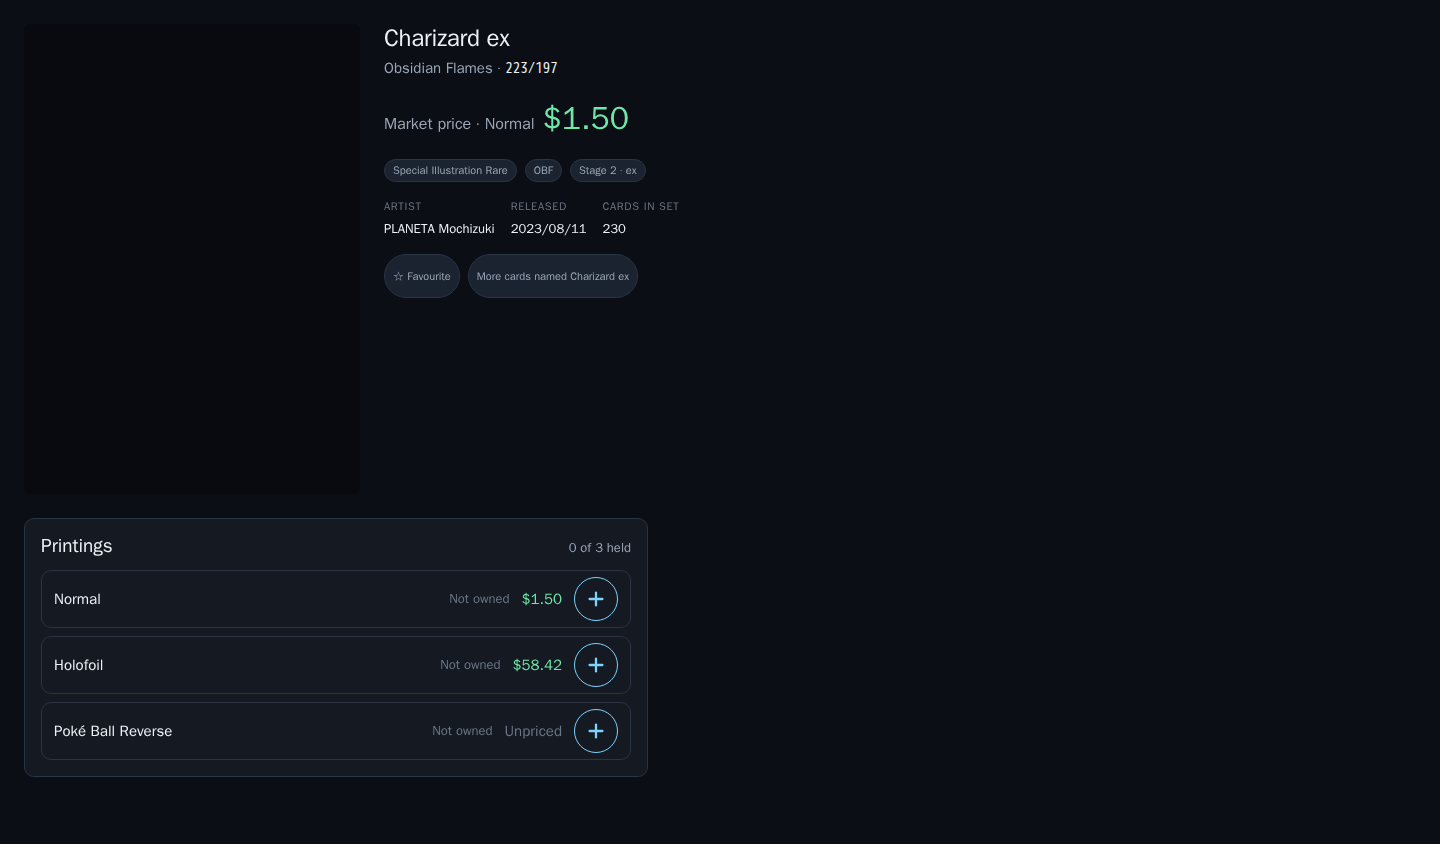 Charizard ex
Obsidian Flames · 223/197
Market price · Normal $1.50
Special Illustration Rare OBF Stage 2 · ex
ARTIST RELEASED CARDS IN SET
PLANETA Mochizuki 2023/08/11 230
☆ Favourite More cards named Charizard ex
Printings 0 of 3 held
Normal Not owned $1.50 +
Holofoil Not owned $58.42 +
Poké Ball Reverse Not owned Unpriced +